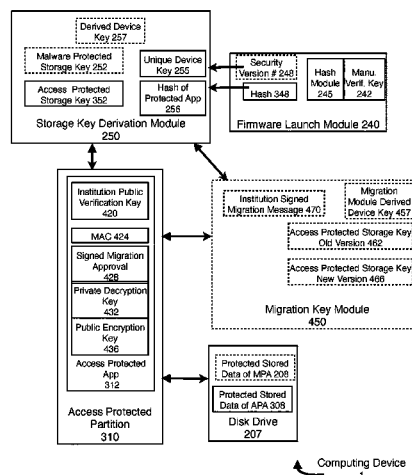 Derived Device
Key 257
Malware Protected
Storage Key 252
Access Protected
Storage Key 352
Unique Device
Key 255
Hash of
Protected App
256
Storage Key Derivation Module
250
Security
Version # 248
Hash 348
Hash
Module
245
Manu.
Verif. Key
242
Firmware Launch Module 240
Institution Public
Verification Key
420
MAC 424
Signed Migration
Approval
428
Private Decryption
Key
432
Public Encryption
Key
436
Access Protected
App
312
Access Protected
Partition
310
Institution Signed
Migration Message 470
Migration
Module Derived
Device Key 457
Access Protected Storage Key
Old Version 462
Access Protected Storage Key
New Version 466
Migration Key Module
450
Protected Stored
Data of MPA 208
Protected Stored
Data of APA 308
Disk Drive
207
Computing Device